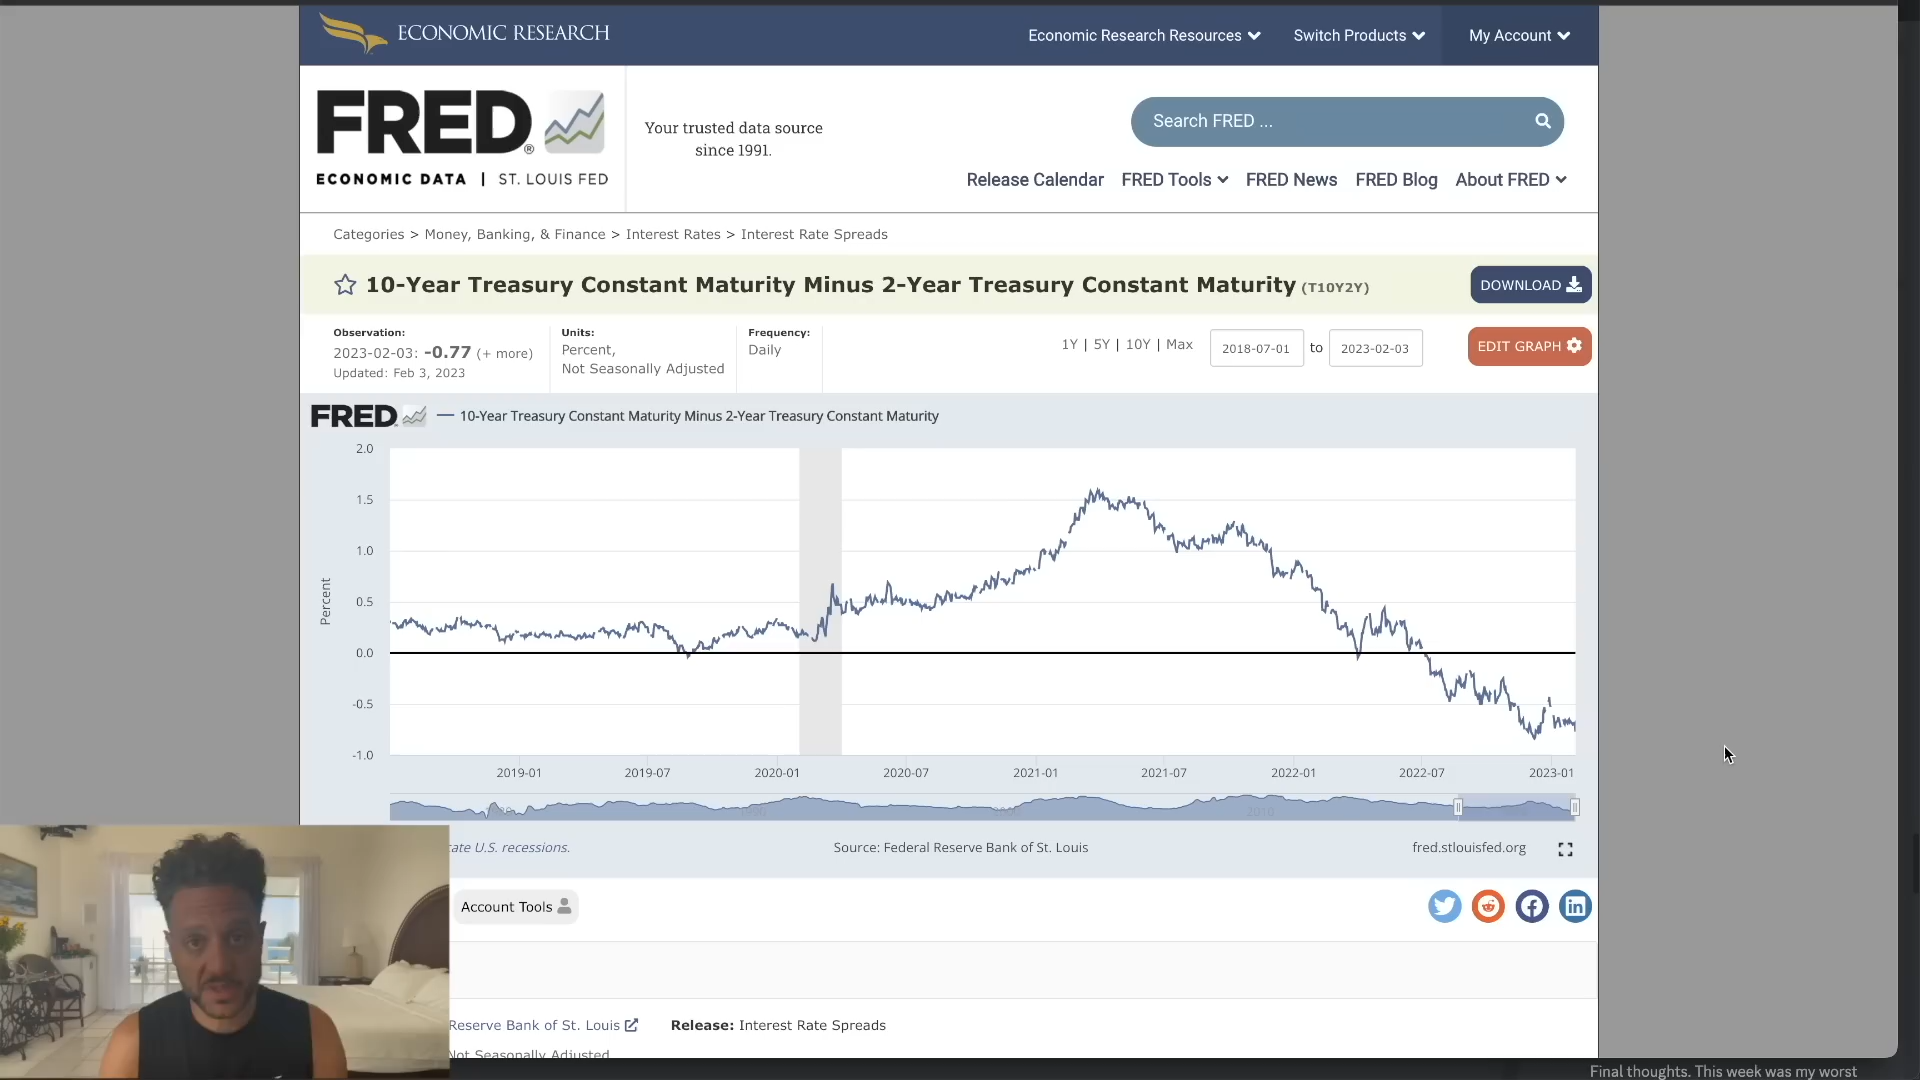 ECONOMIC RESEARCH
Economic Research Resources
Switch Products
My Account
FRED®
ECONOMIC DATA | ST. LOUIS FED
Your trusted data source
since 1991.
Search FRED ...
Release Calendar
FRED Tools
FRED News
FRED Blog
About FRED
Categories > Money, Banking, & Finance > Interest Rates > Interest Rate Spreads
10-Year Treasury Constant Maturity Minus 2-Year Treasury Constant Maturity (T10Y2Y)
DOWNLOAD
Observation:
2023-02-03: -0.77 (+ more)
Updated: Feb 3, 2023
Units:
Percent,
Not Seasonally Adjusted
Frequency:
Daily
1Y | 5Y | 10Y | Max
2018-07-01 to 2023-02-03
EDIT GRAPH
FRED
10-Year Treasury Constant Maturity Minus 2-Year Treasury Constant Maturity
2.0
1.5
1.0
0.5
0.0
-0.5
-1.0
Percent
2019-01
2019-07
2020-01
2020-07
2021-01
2021-07
2022-01
2022-07
2023-01
1980
1990
2000
2010
cate U.S. recessions.
Source: Federal Reserve Bank of St. Louis
fred.stlouisfed.org
Account Tools
Reserve Bank of St. Louis
Release: Interest Rate Spreads
Not Seasonally Adjusted
Final thoughts. This week was my worst